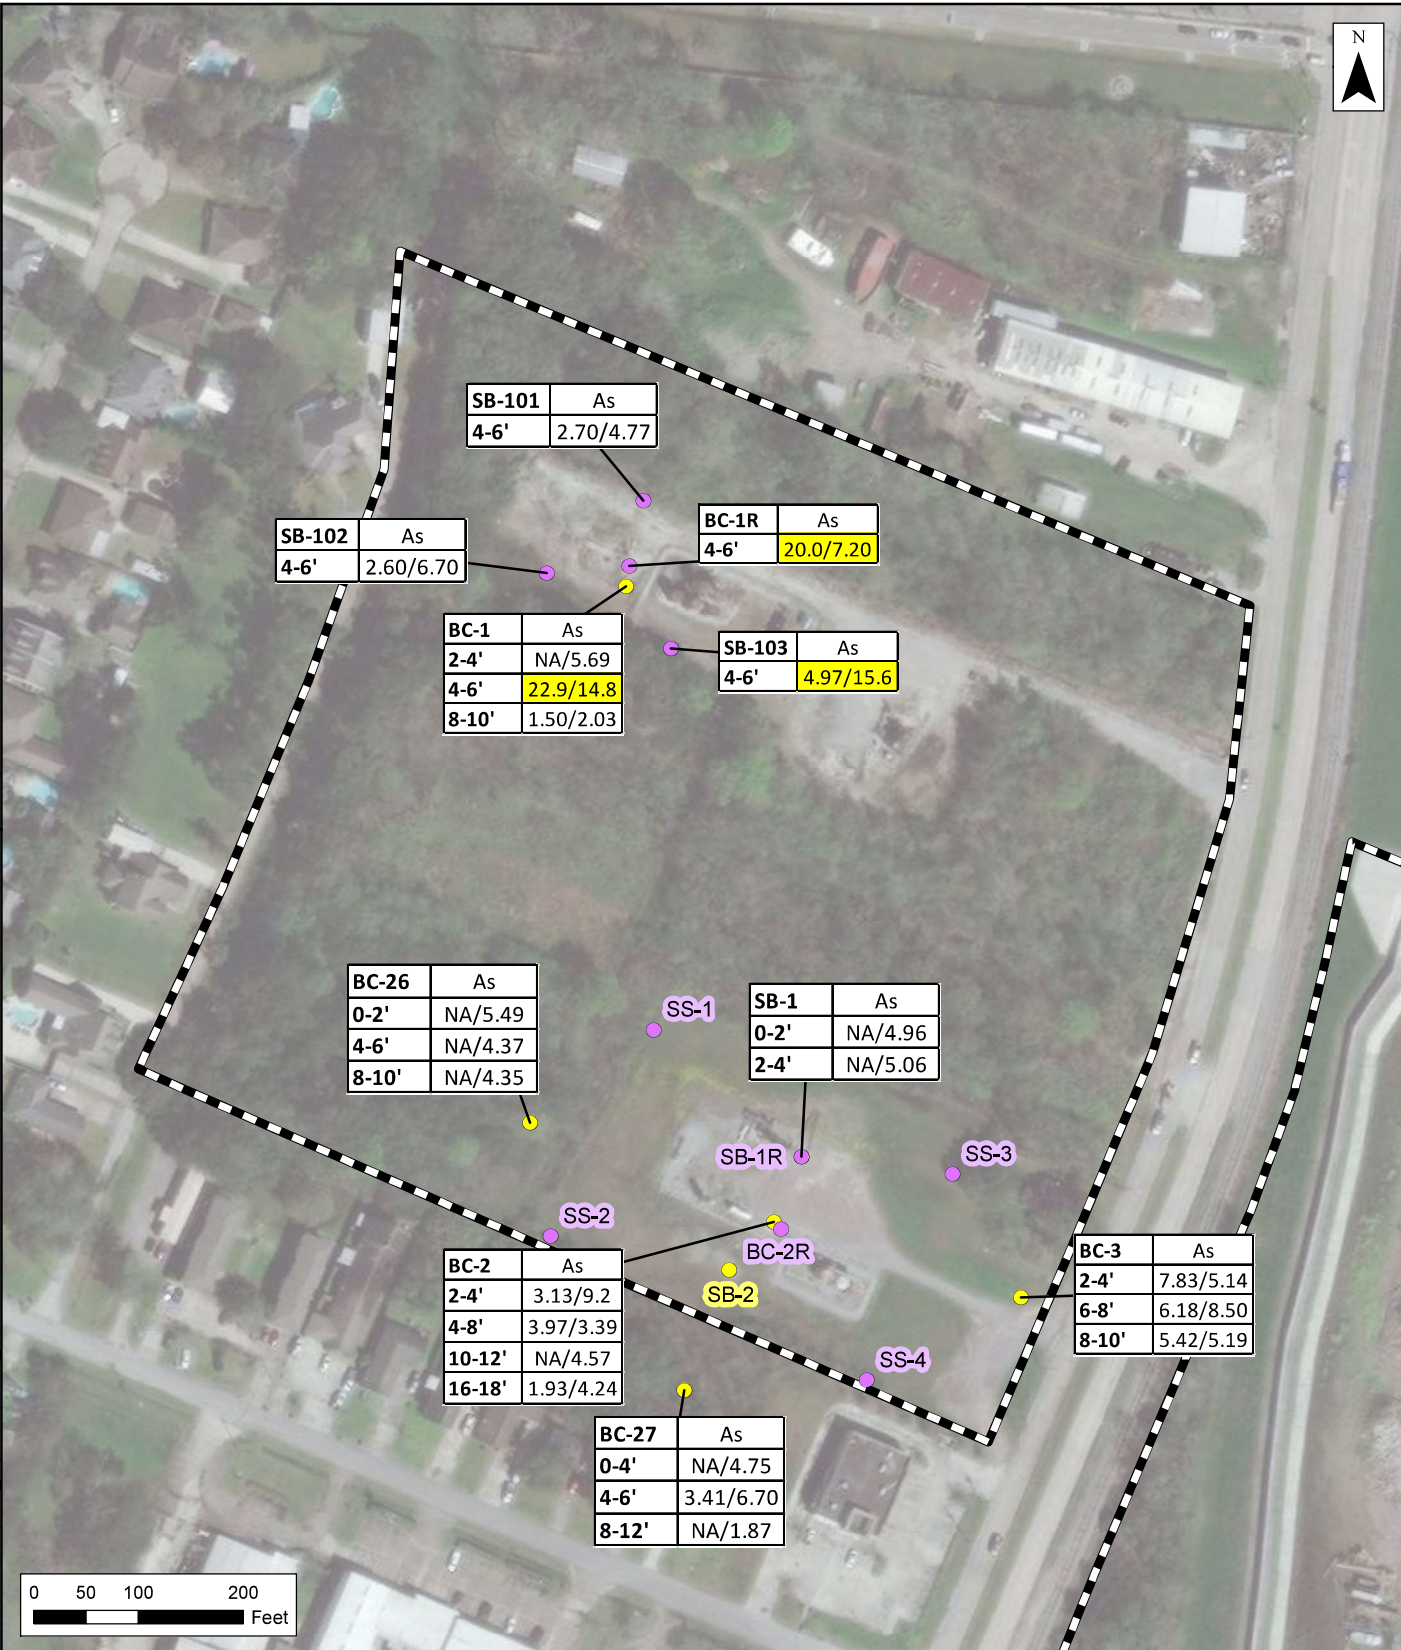 N
SB-101 As
4-6' 2.70/4.77
BC-1R As
4-6' 20.0/7.20
SB-102 As
4-6' 2.60/6.70
BC-1 As
2-4' NA/5.69
4-6' 22.9/14.8
8-10' 1.50/2.03
SB-103 As
4-6' 4.97/15.6
BC-26 As
0-2' NA/5.49
4-6' NA/4.37
8-10' NA/4.35
SS-1
SB-1 As
0-2' NA/4.96
2-4' NA/5.06
SB-1R
SS-3
SS-2
BC-2R
SB-2
BC-2 As
2-4' 3.13/9.2
4-8' 3.97/3.39
10-12' NA/4.57
16-18' 1.93/4.24
BC-3 As
2-4' 7.83/5.14
6-8' 6.18/8.50
8-10' 5.42/5.19
SS-4
BC-27 As
0-4' NA/4.75
4-6' 3.41/6.70
8-12' NA/1.87
0 50 100 200
Feet